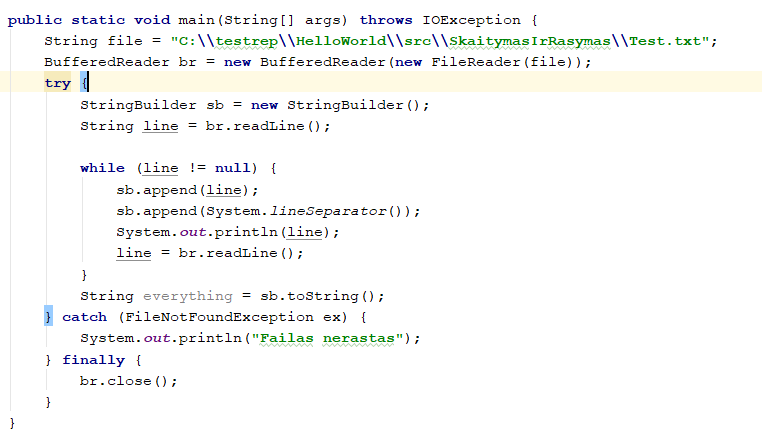 public static void main(String[] args) throws IOException {
    String file = "C:\\testrep\\HelloWorld\\src\\SkaitymasIrRasymas\\Test.txt";
    BufferedReader br = new BufferedReader(new FileReader(file));
    try {
        StringBuilder sb = new StringBuilder();
        String line = br.readLine();

        while (line != null) {
            sb.append(line);
            sb.append(System.lineSeparator());
            System.out.println(line);
            line = br.readLine();
        }
        String everything = sb.toString();
    } catch (FileNotFoundException ex) {
        System.out.println("Failas nerastas");
    } finally {
        br.close();
    }
}